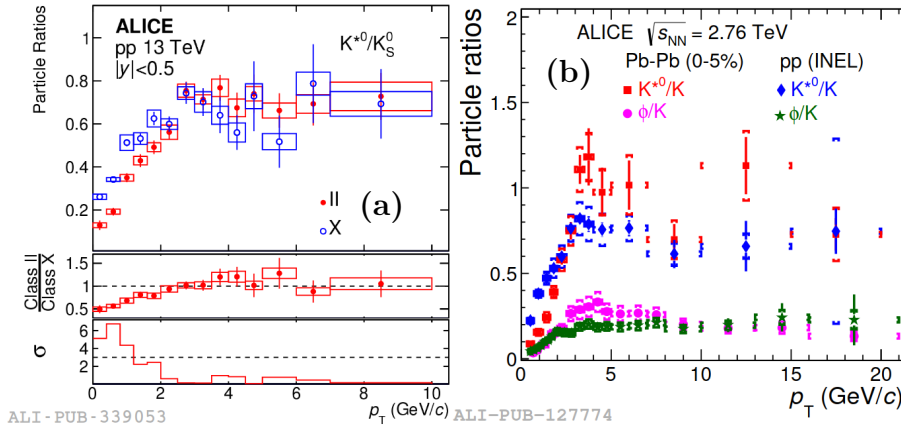 ALICE
pp 13 TeV
|y|<0.5
K*0/K0S
Particle Ratios
0.8
0.6
0.4
0.2
(a)
II
X
Class II
Class X
1.5
1
0.5
σ
6
4
2
0 2 4 6 8 10
pT (GeV/c)
ALI-PUB-339053
(b)
ALICE √sNN = 2.76 TeV
Pb-Pb (0-5%) pp (INEL)
K*0/K K*0/K
ϕ/K ϕ/K
Particle ratios
2
1.5
1
0.5
0
0 5 10 15 20
pT (GeV/c)
ALI-PUB-127774